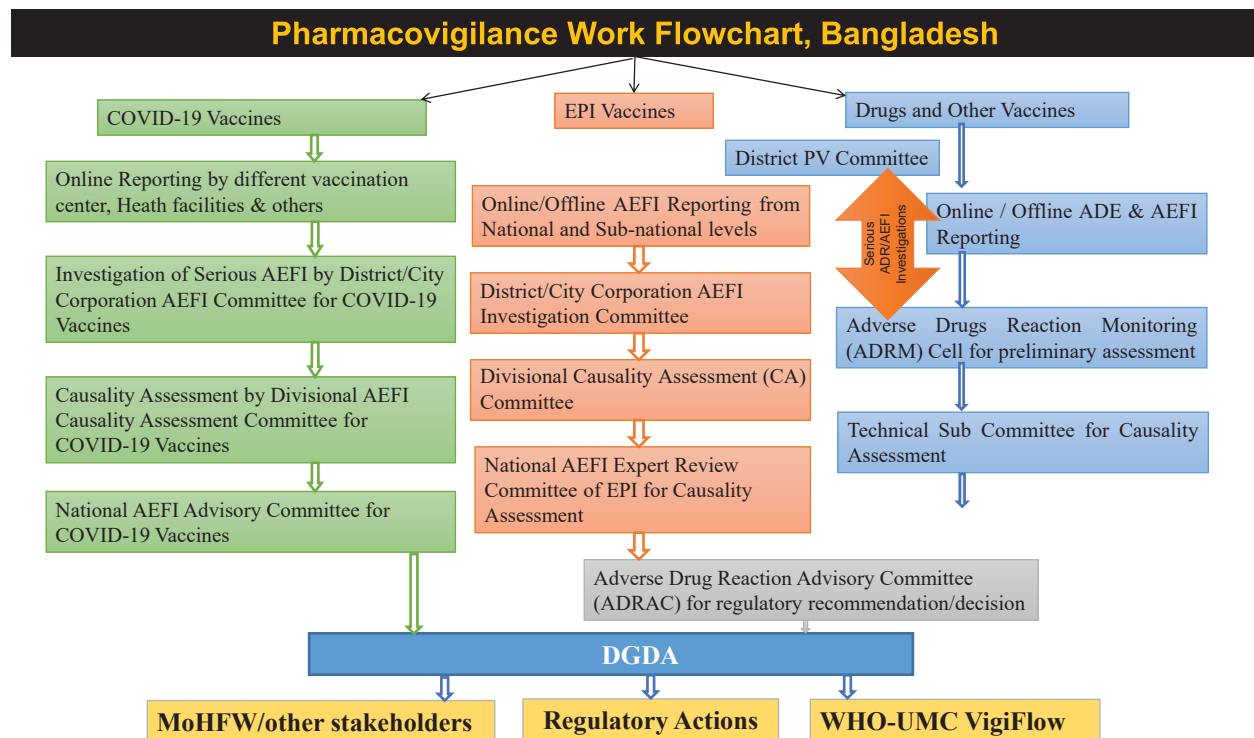 Pharmacovigilance Work Flowchart, Bangladesh
COVID-19 Vaccines
Online Reporting by different vaccination
center, Heath facilities & others
Investigation of Serious AEFI by District/City
Corporation AEFI Committee for COVID-19
Vaccines
Causality Assessment by Divisional AEFI
Causality Assessment Committee for
COVID-19 Vaccines
National AEFI Advisory Committee for
COVID-19 Vaccines
EPI Vaccines
Online/Offline AEFI Reporting from
National and Sub-national levels
District/City Corporation AEFI
Investigation Committee
Divisional Causality Assessment (CA)
Committee
National AEFI Expert Review
Committee of EPI for Causality
Assessment
Drugs and Other Vaccines
District PV Committee
Serious
ADR/AEFI
Investigations
Online / Offline ADE & AEFI
Reporting
Adverse Drugs Reaction Monitoring
(ADRM) Cell for preliminary assessment
Technical Sub Committee for Causality
Assessment
Adverse Drug Reaction Advisory Committee
(ADRAC) for regulatory recommendation/decision
DGDA
MoHFW/other stakeholders
Regulatory Actions
WHO-UMC VigiFlow